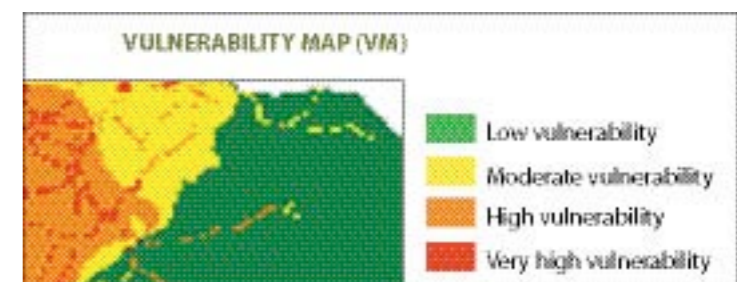 VULNERABILITY MAP (VM)
Low vulnerability
Moderate vulnerability
High vulnerability
Very high vulnerability